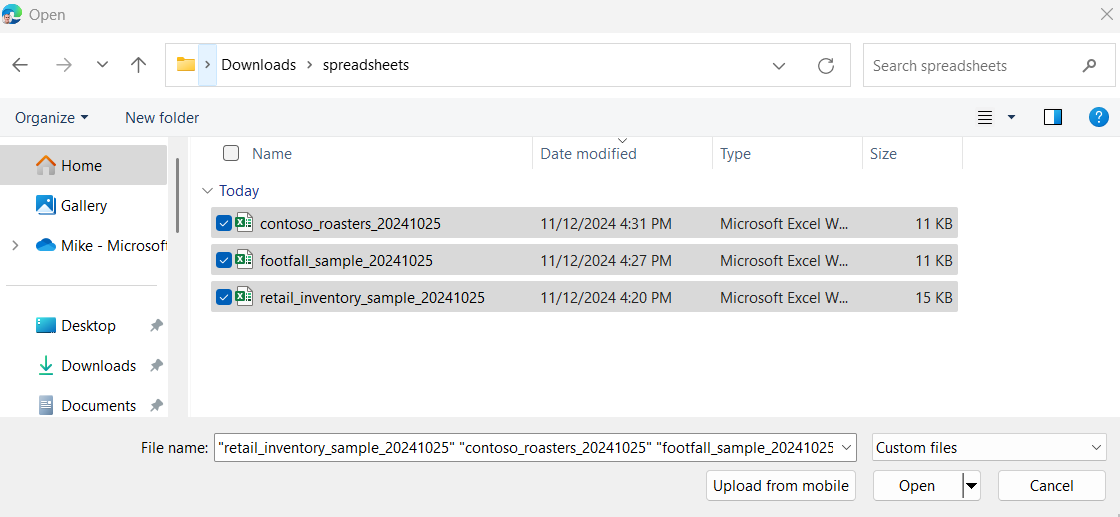 Open
Downloads > spreadsheets
Search spreadsheets
Organize
New folder
Name Date modified Type Size
Home
Gallery
Mike - Microsoft
Desktop
Downloads
Documents
Today
contoso_roasters_20241025 11/12/2024 4:31 PM Microsoft Excel W... 11 KB
footfall_sample_20241025 11/12/2024 4:27 PM Microsoft Excel W... 11 KB
retail_inventory_sample_20241025 11/12/2024 4:20 PM Microsoft Excel W... 15 KB
File name: "retail_inventory_sample_20241025" "contoso_roasters_20241025" "footfall_sample_20241025
Custom files
Upload from mobile
Open
Cancel